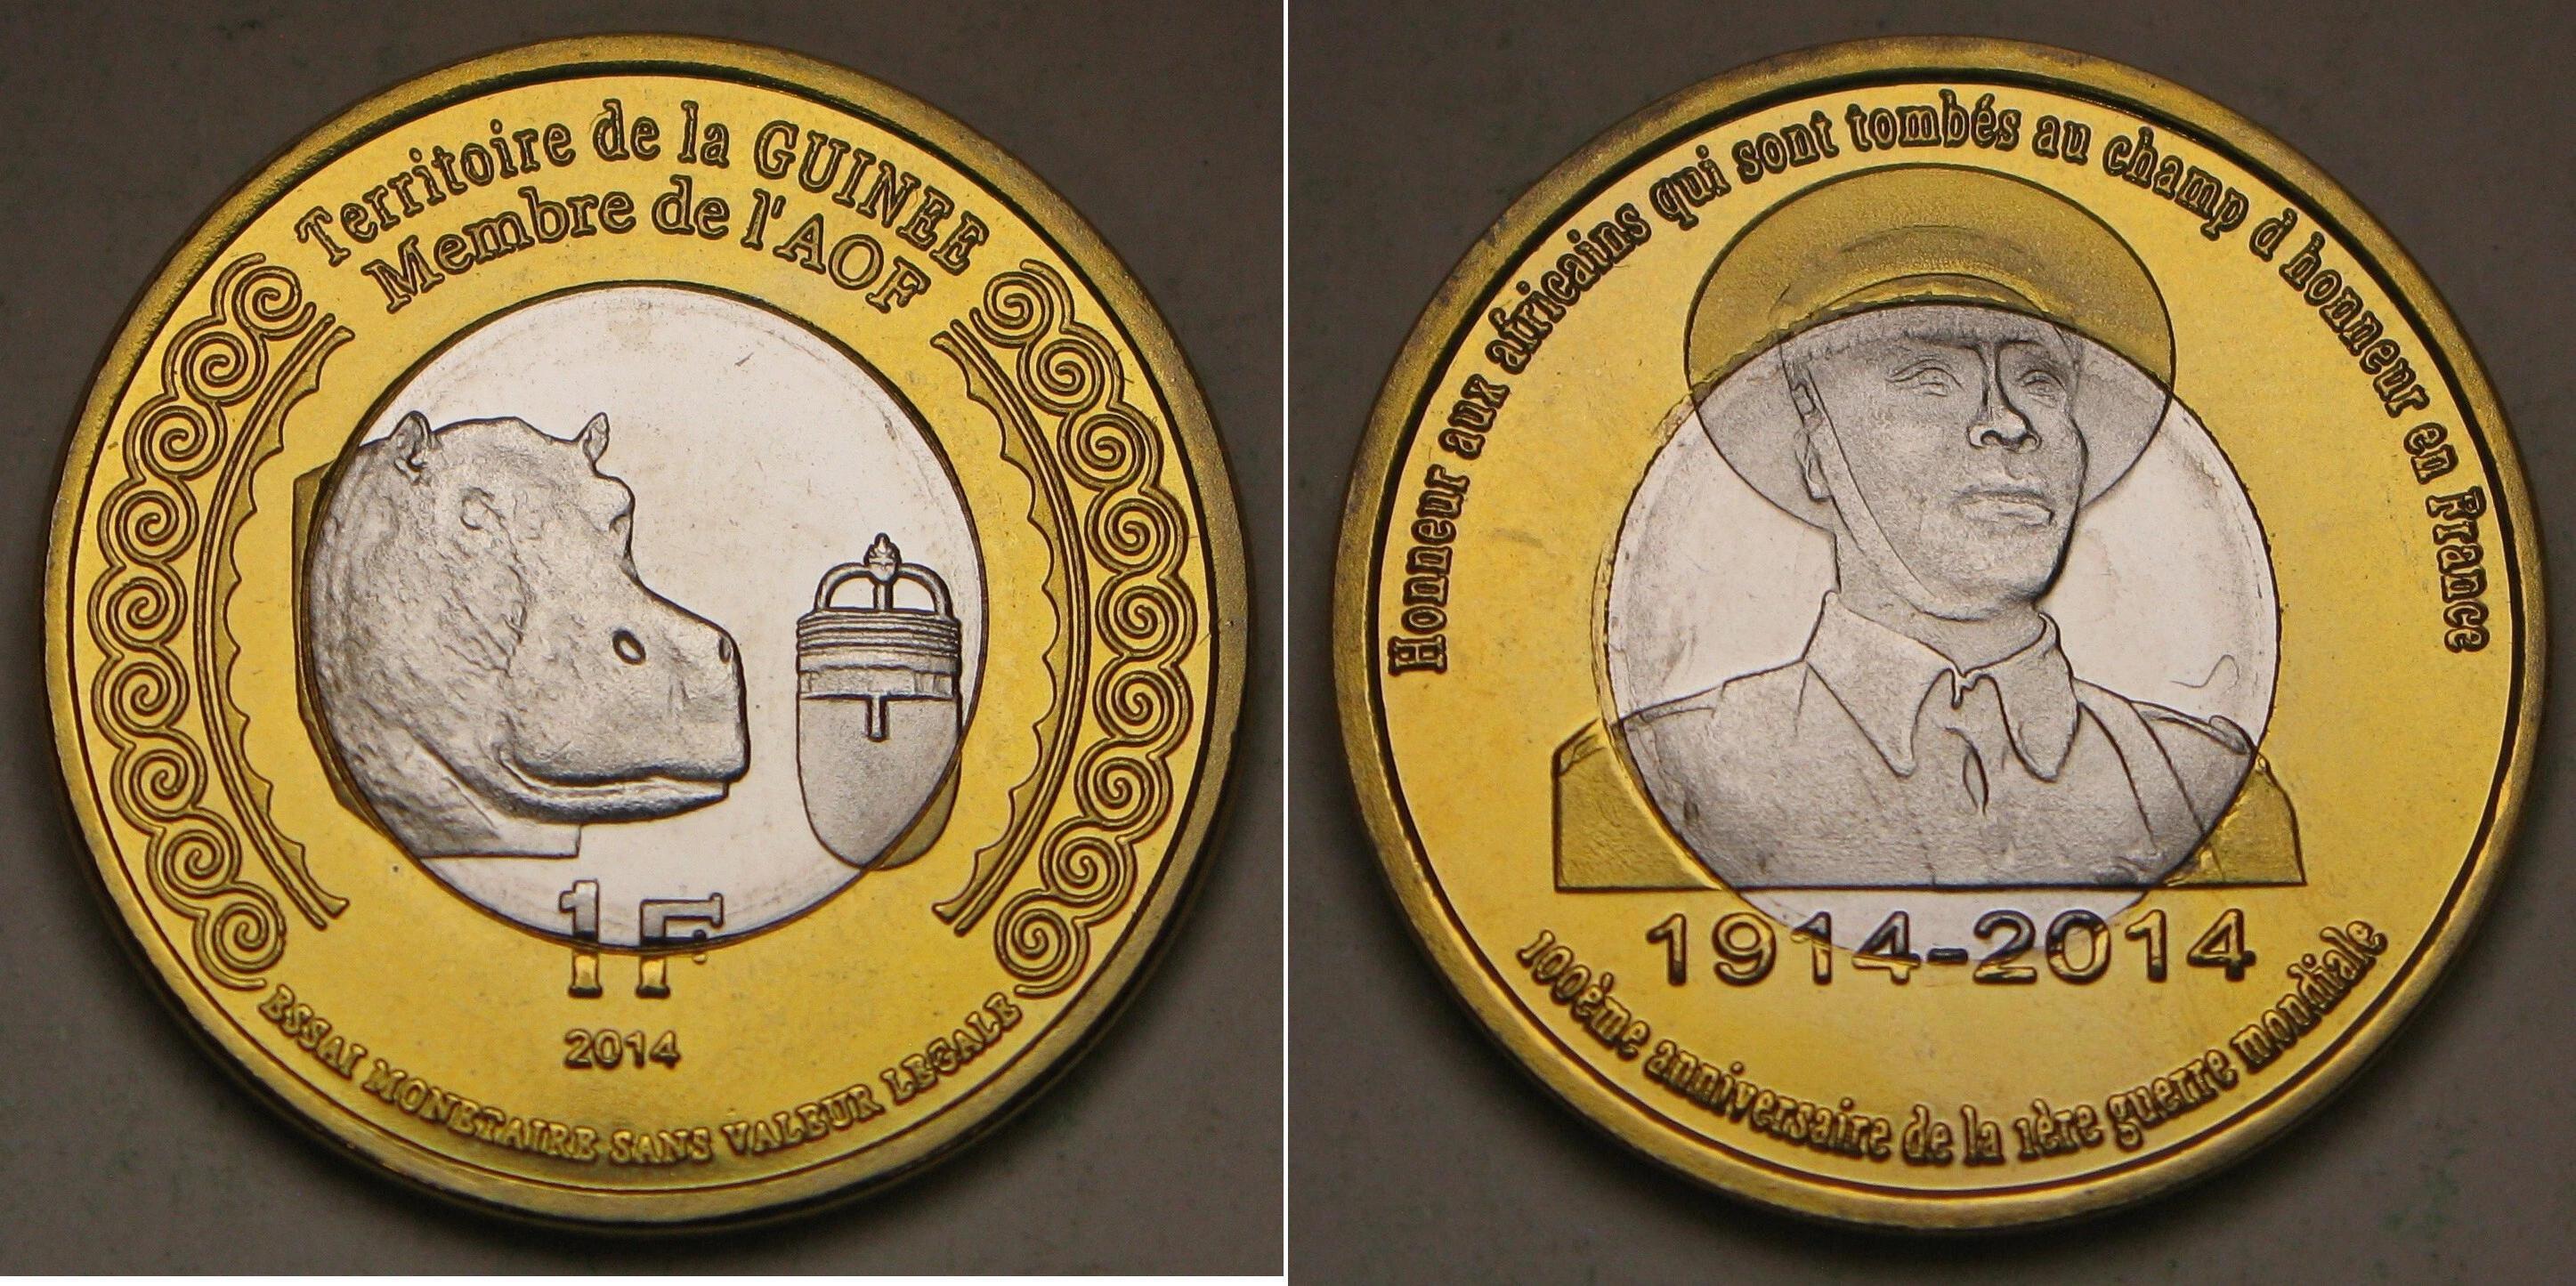 Territoire de la GUINEE
Membre de l'AOF
1F
2014
ESSAI MONETAIRE SANS VALEUR LEGALE
Honneur aux africains qui sont tombés au champ d honneur en France
1914-2014
100ème anniversaire de la 1ère guerre mondiale